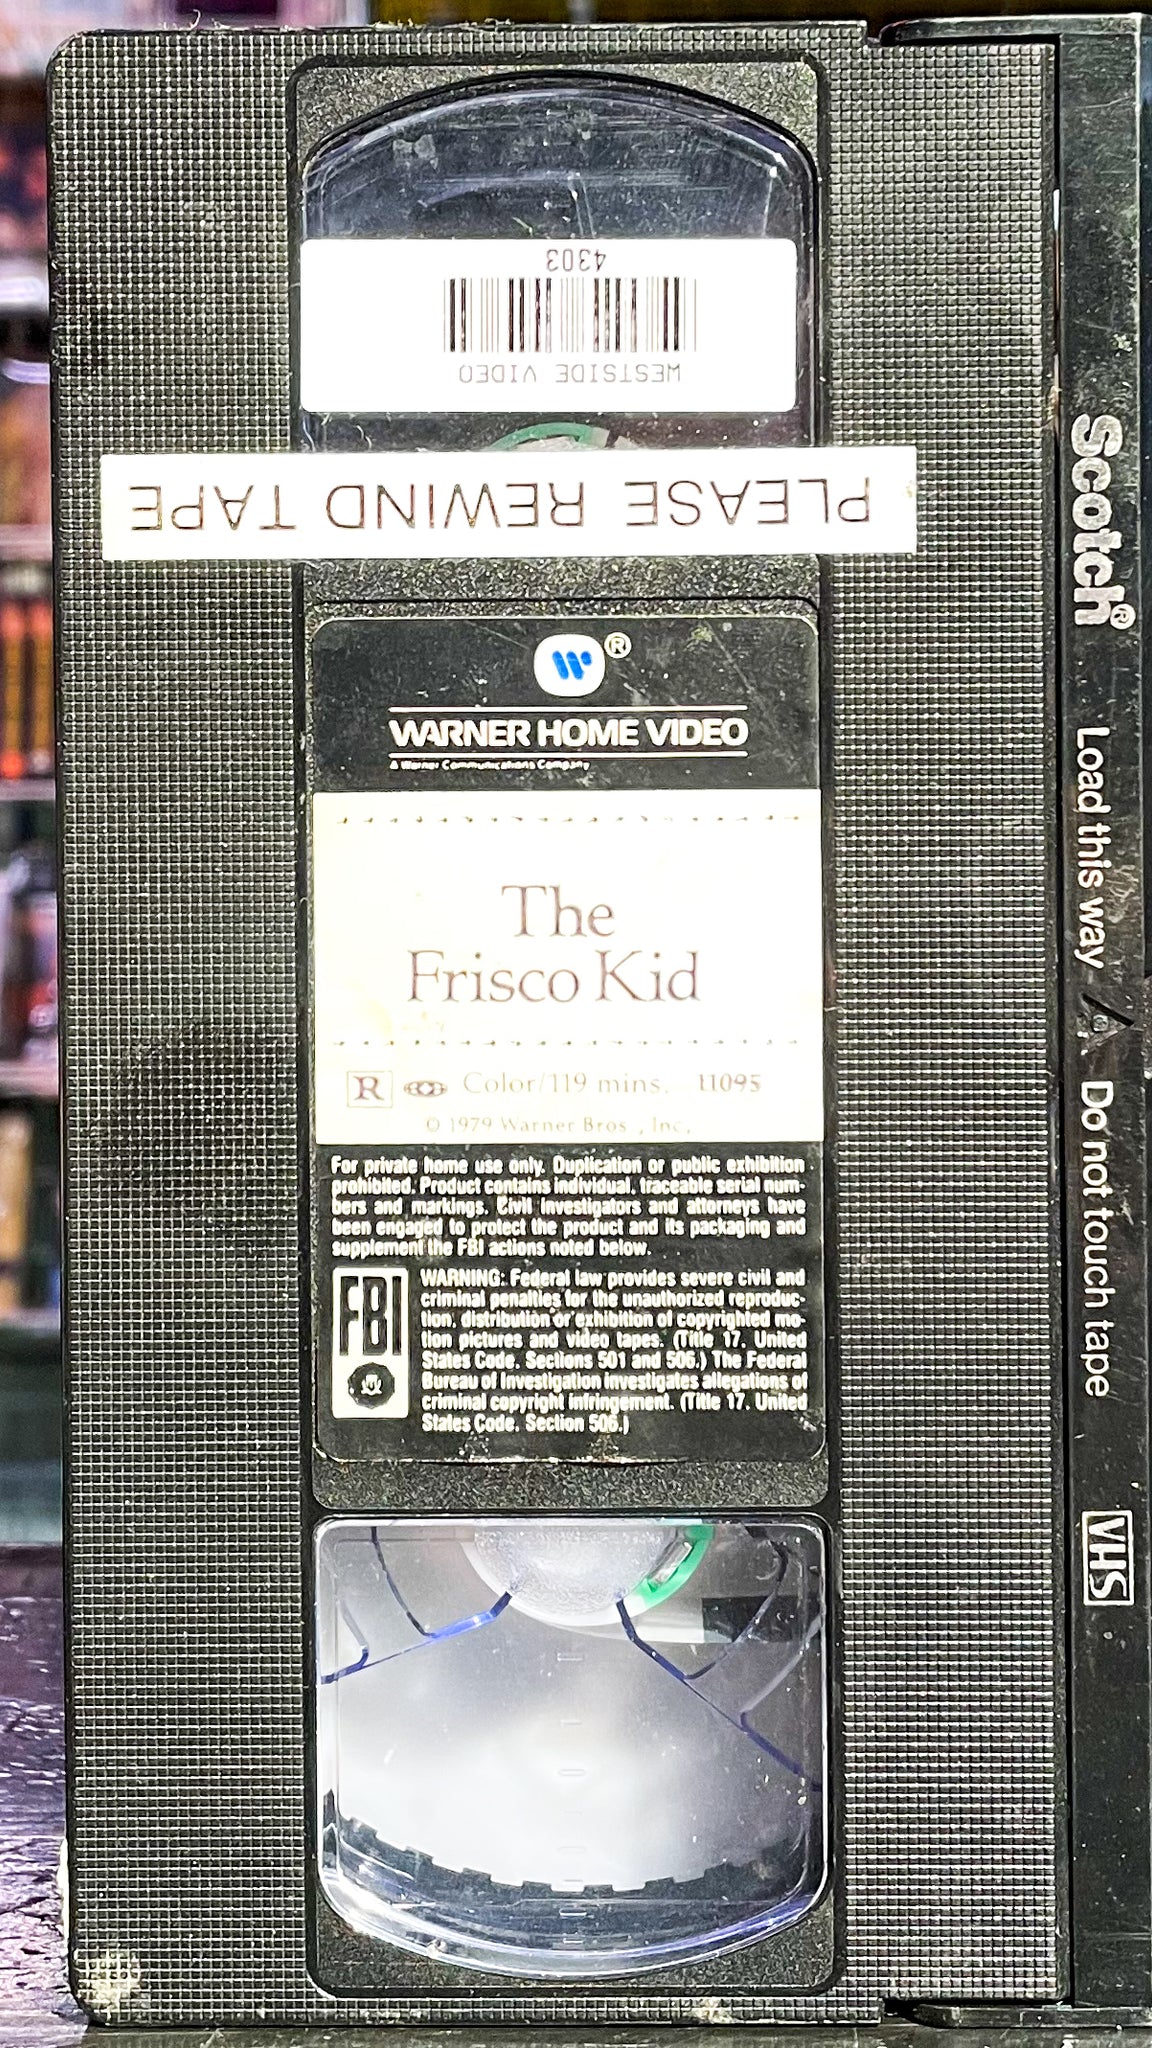 4303
WESTSIDE VIDEO
PLEASE REWIND TAPE
W®
WARNER HOME VIDEO
A Warner Communications Company
The
Frisco Kid
R Color/119 mins. 11095
© 1979 Warner Bros., Inc.
For private home use only. Duplication or public exhibition
prohibited. Product contains individual, traceable serial num-
bers and markings. Civil investigators and attorneys have
been engaged to protect the product and its packaging and
supplement the FBI actions noted below.
FBI
WARNING: Federal law provides severe civil and
criminal penalties for the unauthorized reproduc-
tion, distribution or exhibition of copyrighted mo-
tion pictures and video tapes. (Title 17, United
States Code, Sections 501 and 506.) The Federal
Bureau of Investigation investigates allegations of
criminal copyright infringement. (Title 17, United
States Code, Section 506.)
Scotch® Load this way Do not touch tape VHS